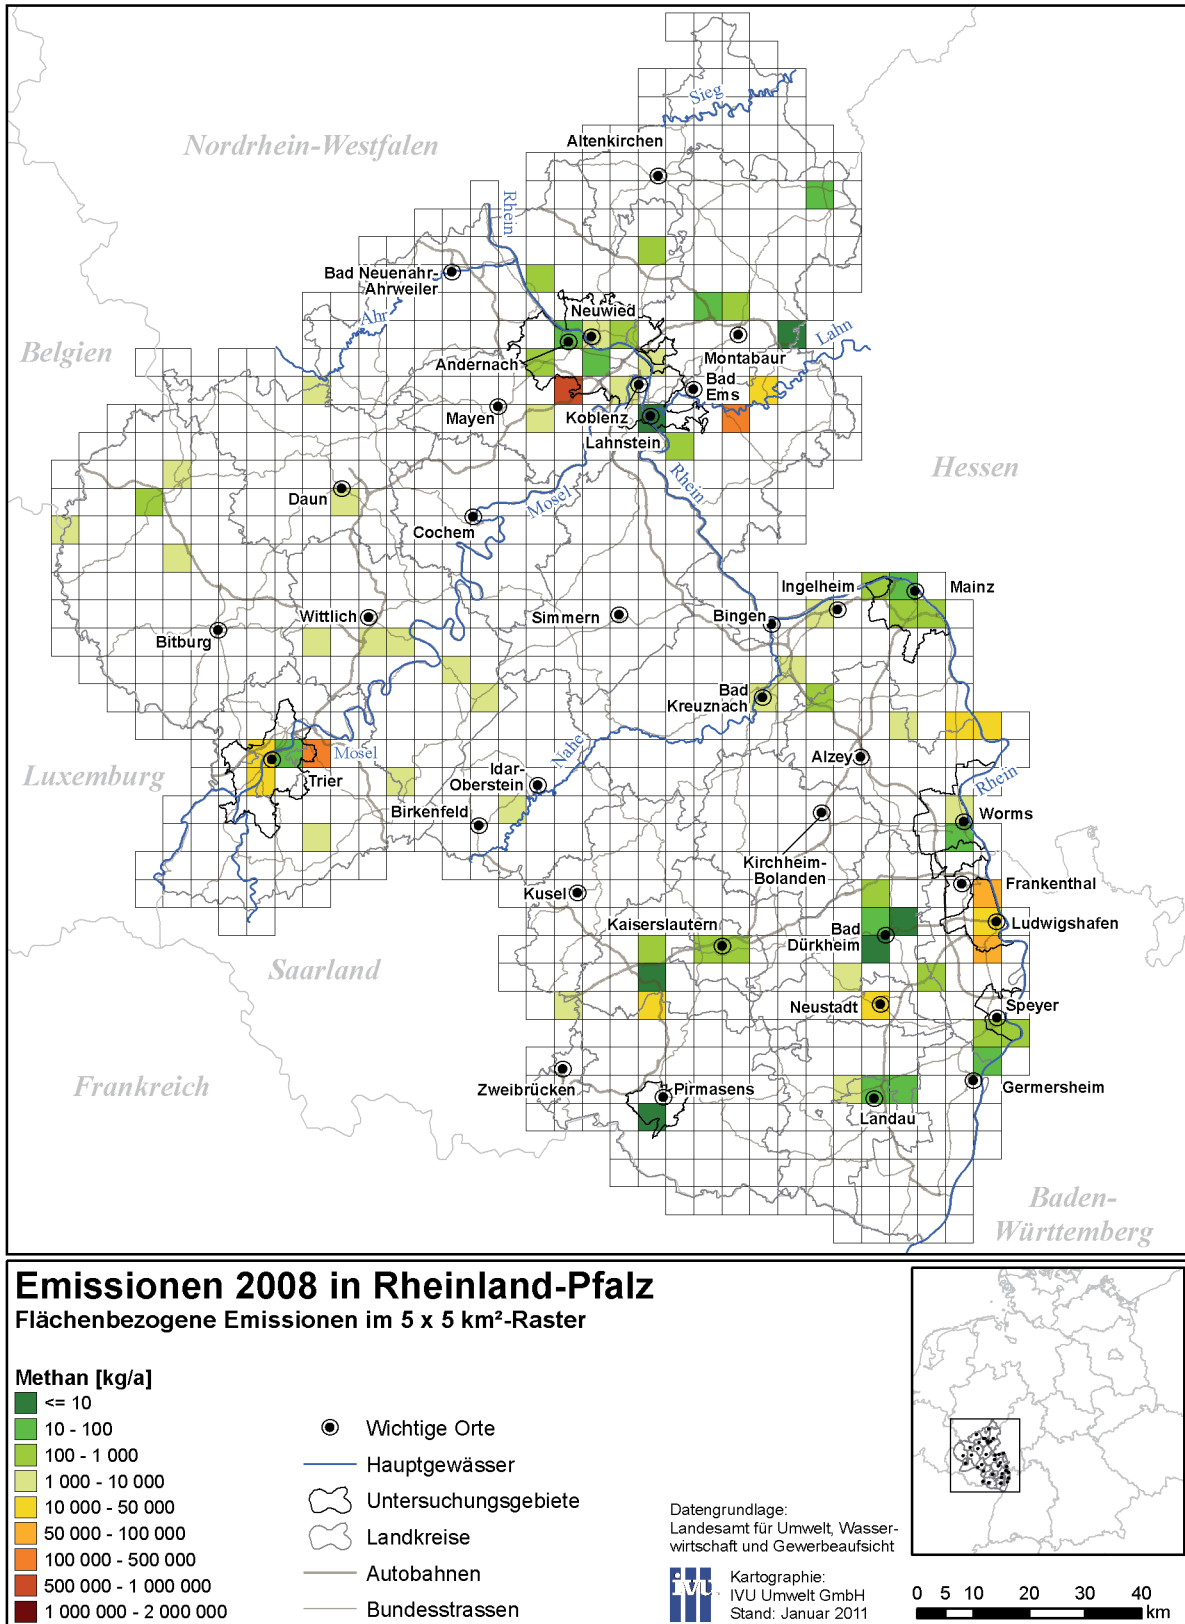 Sieg
Altenkirchen
Nordrhein-Westfalen
Rhein
Bad Neuenahr-
Ahrweiler
Ahr
Neuwied
Belgien
Lahn
Montabaur
Andernach
Bad
Ems
Mayen
Koblenz
Lahnstein
Rhein
Hessen
Daun
Mosel
Cochem
Ingelheim
Mainz
Wittlich
Simmern
Bingen
Bitburg
Bad
Kreuznach
Mosel
Nahe
Alzey
Luxemburg
Trier
Idar-
Oberstein
Rhein
Birkenfeld
Worms
Kirchheim-
Bolanden
Kusel
Frankenthal
Kaiserslautern
Bad
Dürkheim
Ludwigshafen
Saarland
Neustadt
Speyer
Frankreich
Zweibrücken
Pirmasens
Germersheim
Landau
Baden-
Württemberg
Emissionen 2008 in Rheinland-Pfalz
Flächenbezogene Emissionen im 5 x 5 km²-Raster
Methan [kg/a]
<= 10
10 - 100
100 - 1 000
1 000 - 10 000
10 000 - 50 000
50 000 - 100 000
100 000 - 500 000
500 000 - 1 000 000
1 000 000 - 2 000 000
Wichtige Orte
Hauptgewässer
Untersuchungsgebiete
Landkreise
Autobahnen
Bundesstrassen
Datengrundlage:
Landesamt für Umwelt, Wasser-
wirtschaft und Gewerbeaufsicht
ivu
Kartographie:
IVU Umwelt GmbH
Stand: Januar 2011
0 5 10 20 30 40
km